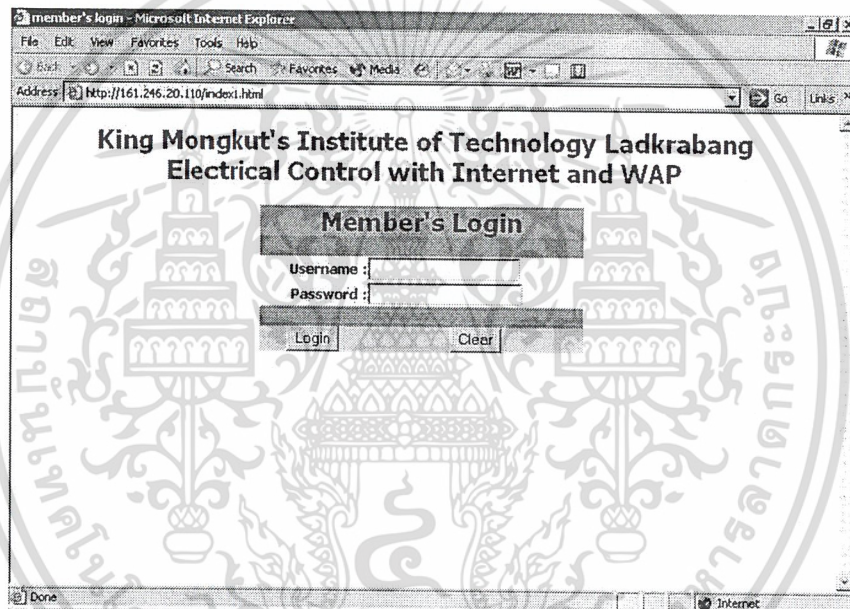 member's login - Microsoft Internet Explorer
File Edit View Favorites Tools Help
Back Search Favorites Media
Address http://161.246.20.110/index1.html Go Links »
King Mongkut's Institute of Technology Ladkrabang
Electrical Control with Internet and WAP
Member's Login
Username :
Password :
Login Clear
Done Internet